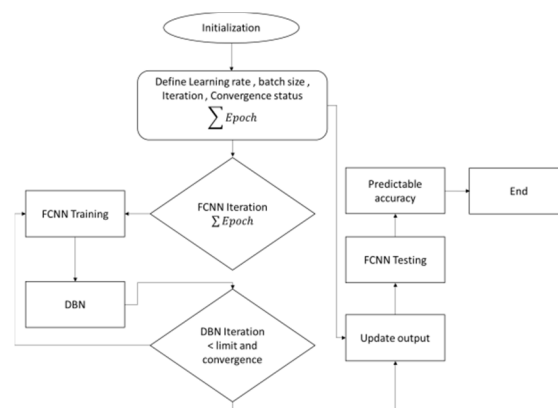 Initialization
Define Learning rate , batch size ,
Iteration , Convergence status
∑ Epoch
FCNN Iteration
∑ Epoch
FCNN Training
DBN
DBN Iteration
< limit and
convergence
Predictable
accuracy
End
FCNN Testing
Update output